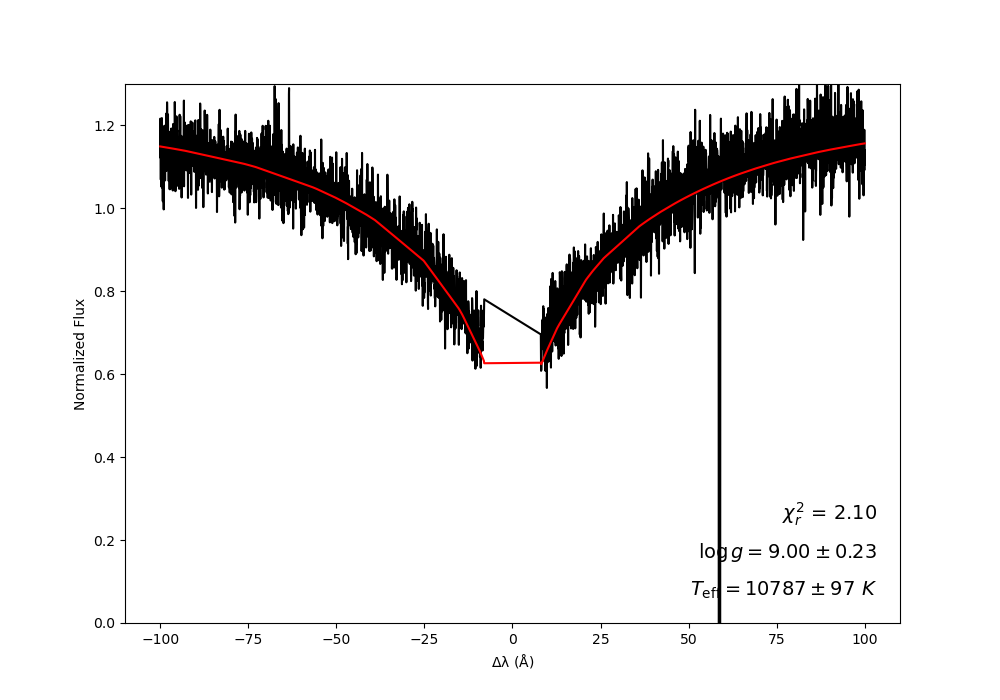 1.2
1.0
0.8
0.6
0.4
0.2
0.0
Normalized Flux
χ²ᵣ = 2.10
log g = 9.00 ± 0.23
T_eff = 10787 ± 97 K
−100 −75 −50 −25 0 25 50 75 100
Δλ (Å)